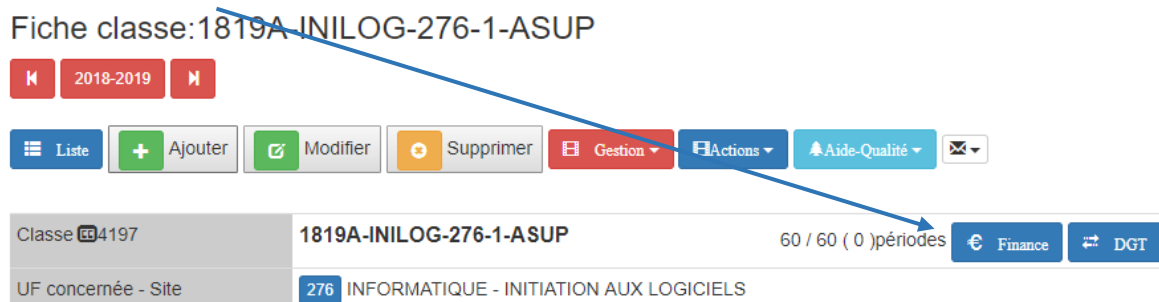 Fiche classe:1819A-INILOG-276-1-ASUP
2018-2019
Liste Ajouter Modifier Supprimer Gestion Actions Aide-Qualité
Classe 4197 1819A-INILOG-276-1-ASUP 60 / 60 ( 0 )périodes € Finance DGT
UF concernée - Site 276 INFORMATIQUE - INITIATION AUX LOGICIELS